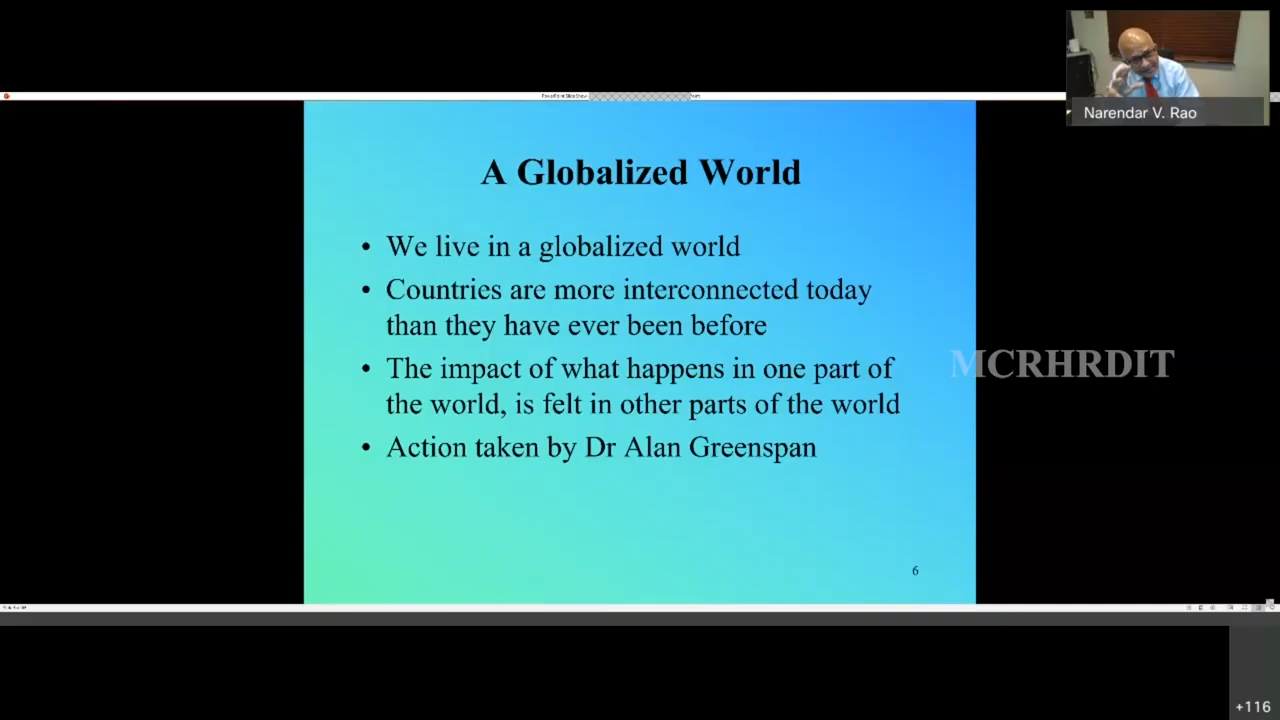 Narendar V. Rao
A Globalized World
• We live in a globalized world
• Countries are more interconnected today
than they have ever been before
• The impact of what happens in one part of
the world, is felt in other parts of the world
• Action taken by Dr Alan Greenspan
MCRHRDIT
6
+116